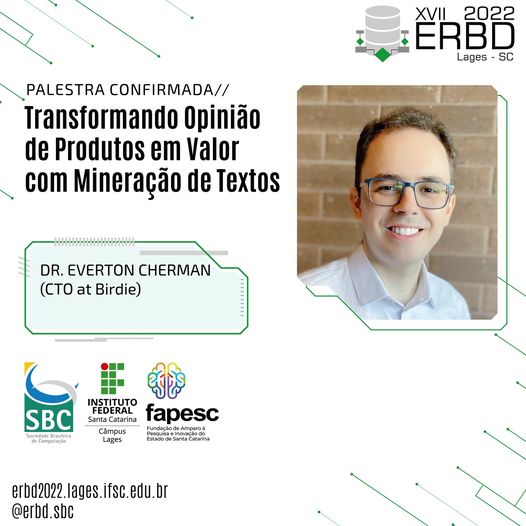 XVII 2022
ERBD
Lages - SC
PALESTRA CONFIRMADA//
Transformando Opinião
de Produtos em Valor
com Mineração de Textos
DR. EVERTON CHERMAN
(CTO at Birdie)
SBC
Sociedade Brasileira
de Computação
INSTITUTO
FEDERAL
Santa Catarina
Câmpus
Lages
fapesc
Fundação de Amparo à
Pesquisa e Inovação do
Estado de Santa Catarina
erbd2022.lages.ifsc.edu.br
@erbd.sbc